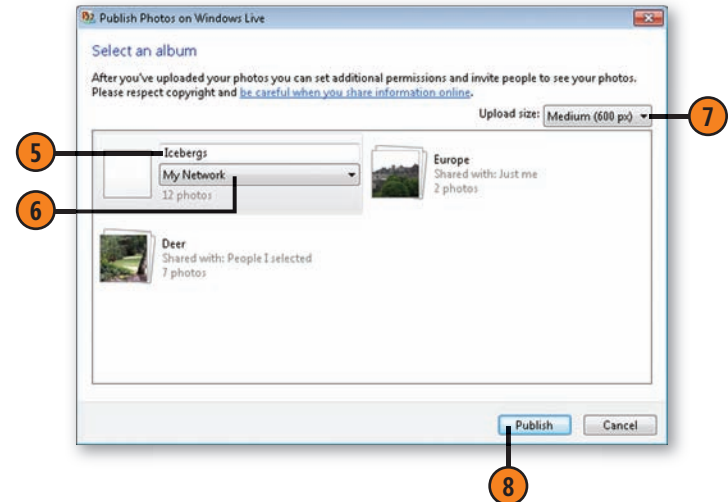 Publish Photos on Windows Live
Select an album
After you've uploaded your photos you can set additional permissions and invite people to see your photos.
Please respect copyright and be careful when you share information online.
Upload size: Medium (600 px)
7
5
Icebergs
My Network
12 photos
6
Europe
Shared with: Just me
2 photos
Deer
Shared with: People I selected
7 photos
Publish
Cancel
8